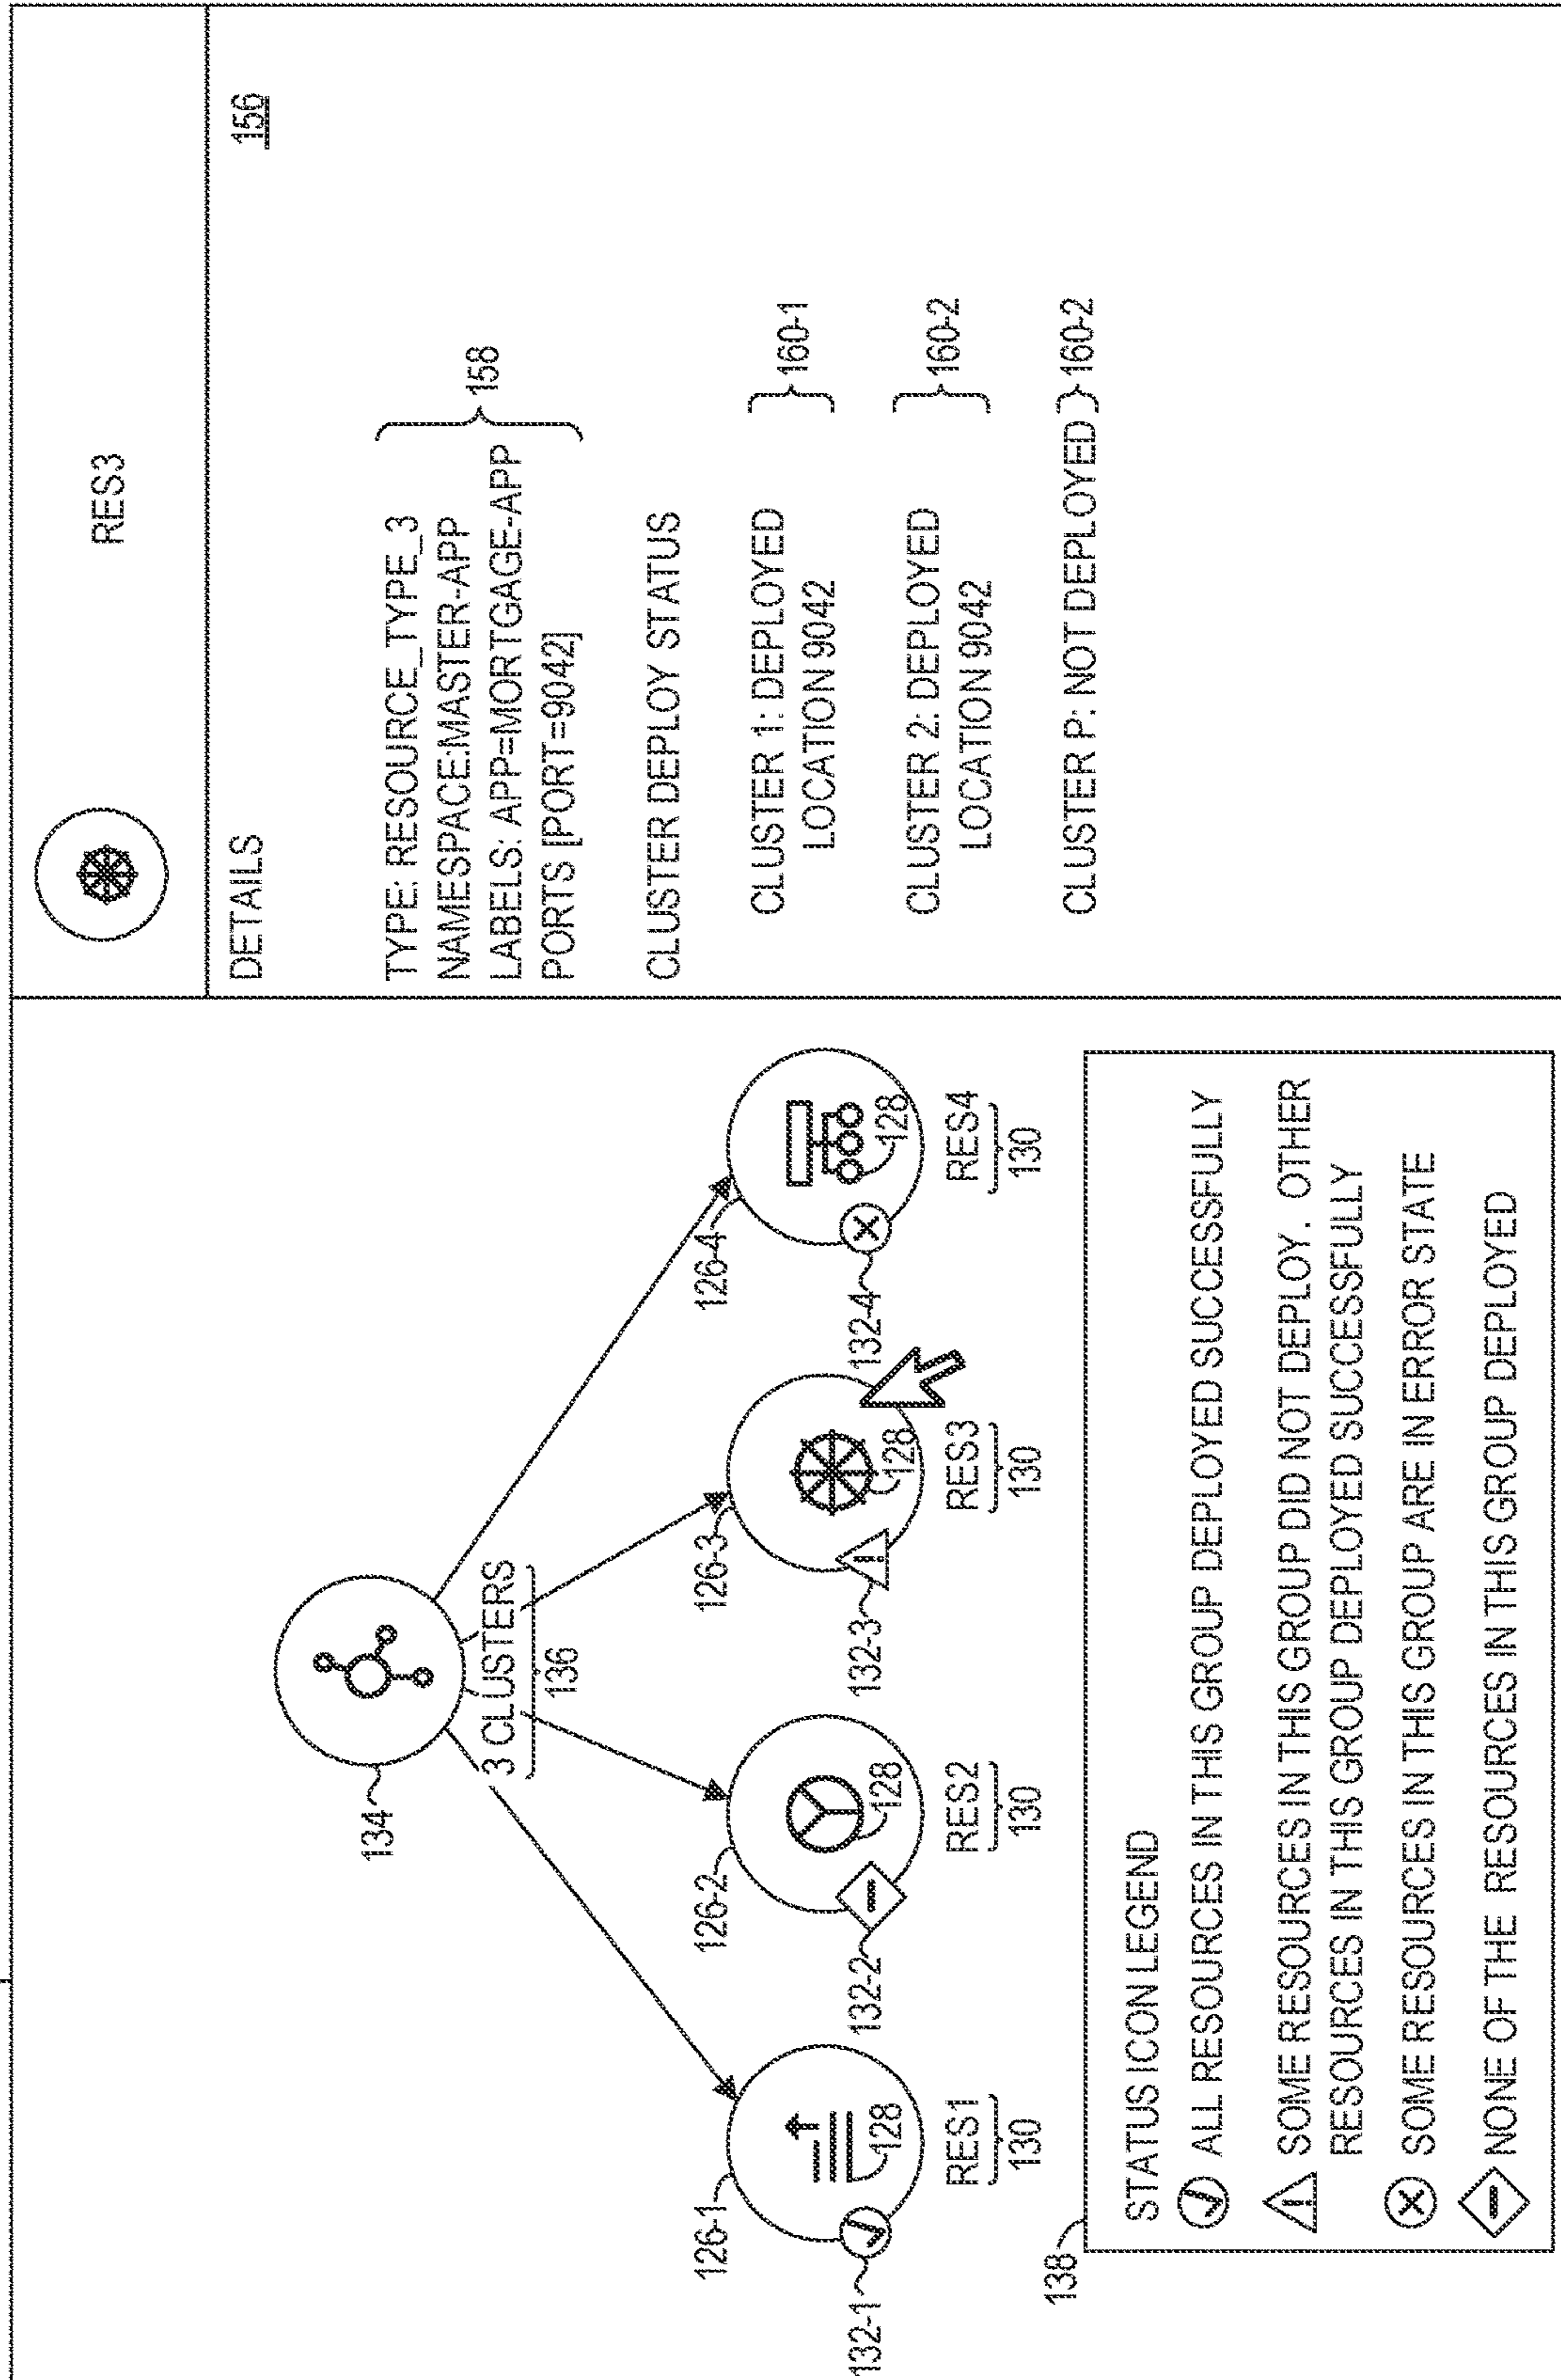 134
3 CLUSTERS
136
126-1
126-2
126-3
126-4
128
128
128
128
132-1
132-2
132-3
132-4
RES1
RES2
RES3
RES4
130
130
130
130
138
STATUS ICON LEGEND
ALL RESOURCES IN THIS GROUP DEPLOYED SUCCESSFULLY
SOME RESOURCES IN THIS GROUP DID NOT DEPLOY. OTHER
RESOURCES IN THIS GROUP DEPLOYED SUCCESSFULLY
SOME RESOURCES IN THIS GROUP ARE IN ERROR STATE
NONE OF THE RESOURCES IN THIS GROUP DEPLOYED
RES3
DETAILS
156
TYPE: RESOURCE_TYPE_3
NAMESPACE:MASTER-APP
LABELS: APP=MORTGAGE-APP
PORTS [PORT=9042]
158
CLUSTER DEPLOY STATUS
CLUSTER 1: DEPLOYED
LOCATION 9042
160-1
CLUSTER 2: DEPLOYED
LOCATION 9042
160-2
CLUSTER P: NOT DEPLOYED
160-2